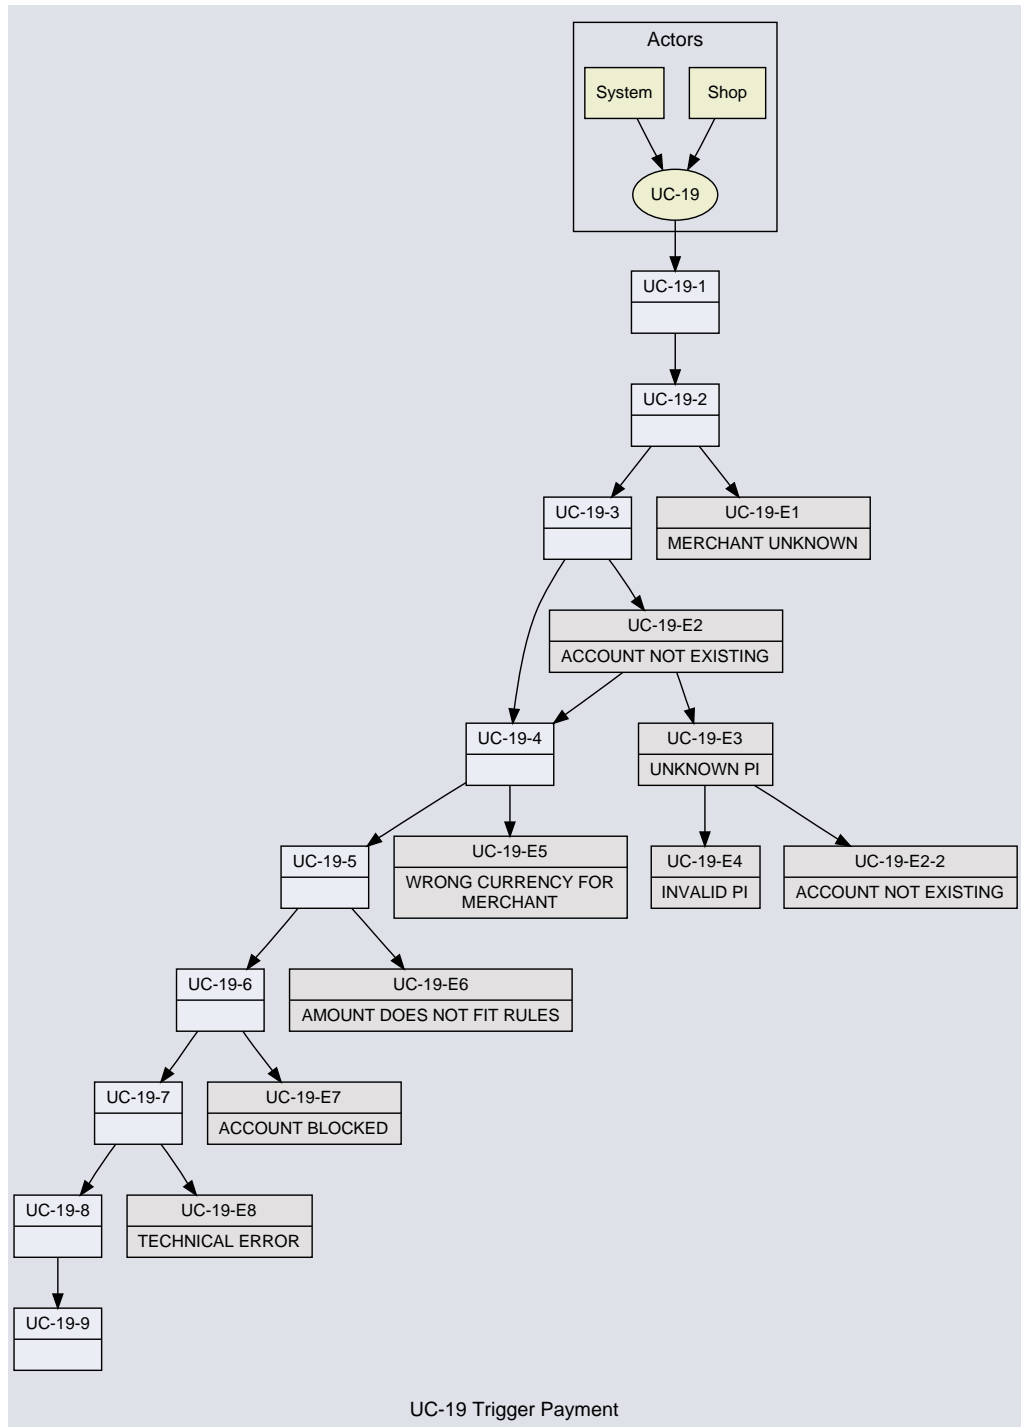 Actors
System
Shop
UC-19
UC-19-1
UC-19-2
UC-19-3
UC-19-E1
MERCHANT UNKNOWN
UC-19-E2
ACCOUNT NOT EXISTING
UC-19-4
UC-19-E3
UNKNOWN PI
UC-19-5
UC-19-E5
WRONG CURRENCY FOR
MERCHANT
UC-19-E4
INVALID PI
UC-19-E2-2
ACCOUNT NOT EXISTING
UC-19-6
UC-19-E6
AMOUNT DOES NOT FIT RULES
UC-19-7
UC-19-E7
ACCOUNT BLOCKED
UC-19-8
UC-19-E8
TECHNICAL ERROR
UC-19-9
UC-19 Trigger Payment